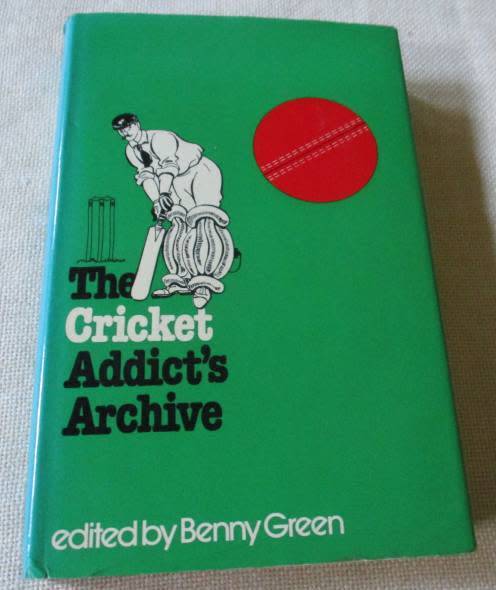 The
Cricket
Addict's
Archive
edited by Benny Green